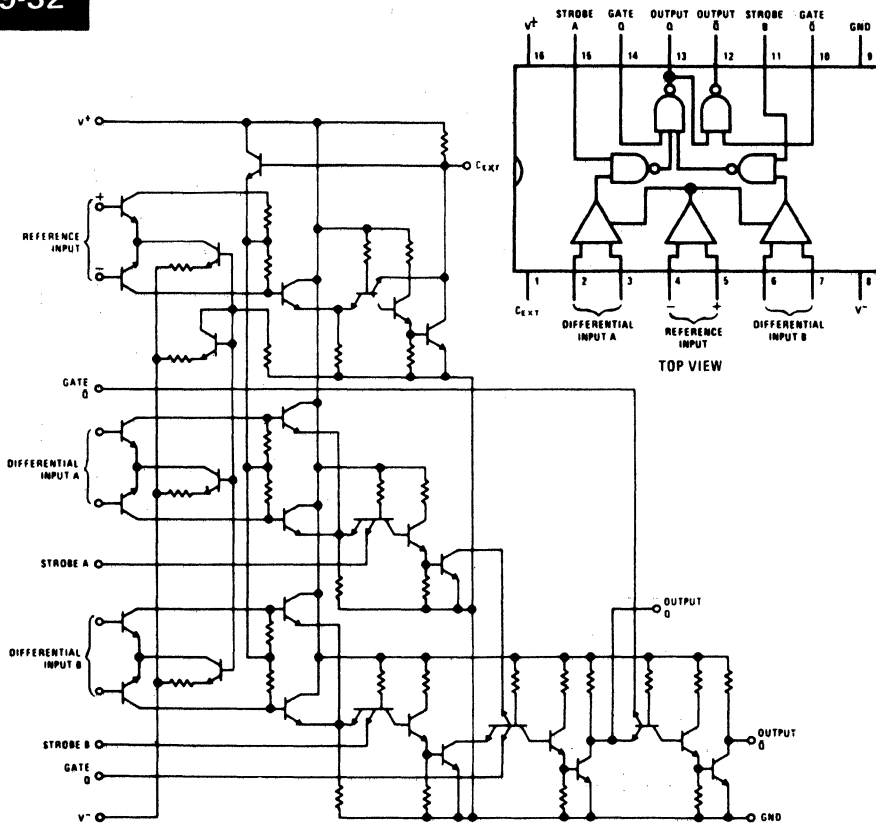 9-32
V+
CEXT
+
REFERENCE
INPUT
−
GATE
Q̄
DIFFERENTIAL
INPUT A
STROBE A
DIFFERENTIAL
INPUT B
STROBE B
GATE
Q
V−
OUTPUT
Q
OUTPUT
Q̄
GND
V+
STROBE
A
GATE
Q
OUTPUT
Q
OUTPUT
Q̄
STROBE
B
GATE
Q̄
GND
16
15
14
13
12
11
10
9
1
2
3
4
5
6
7
8
CEXT
− +
V−
DIFFERENTIAL
INPUT A
REFERENCE
INPUT
DIFFERENTIAL
INPUT B
TOP VIEW